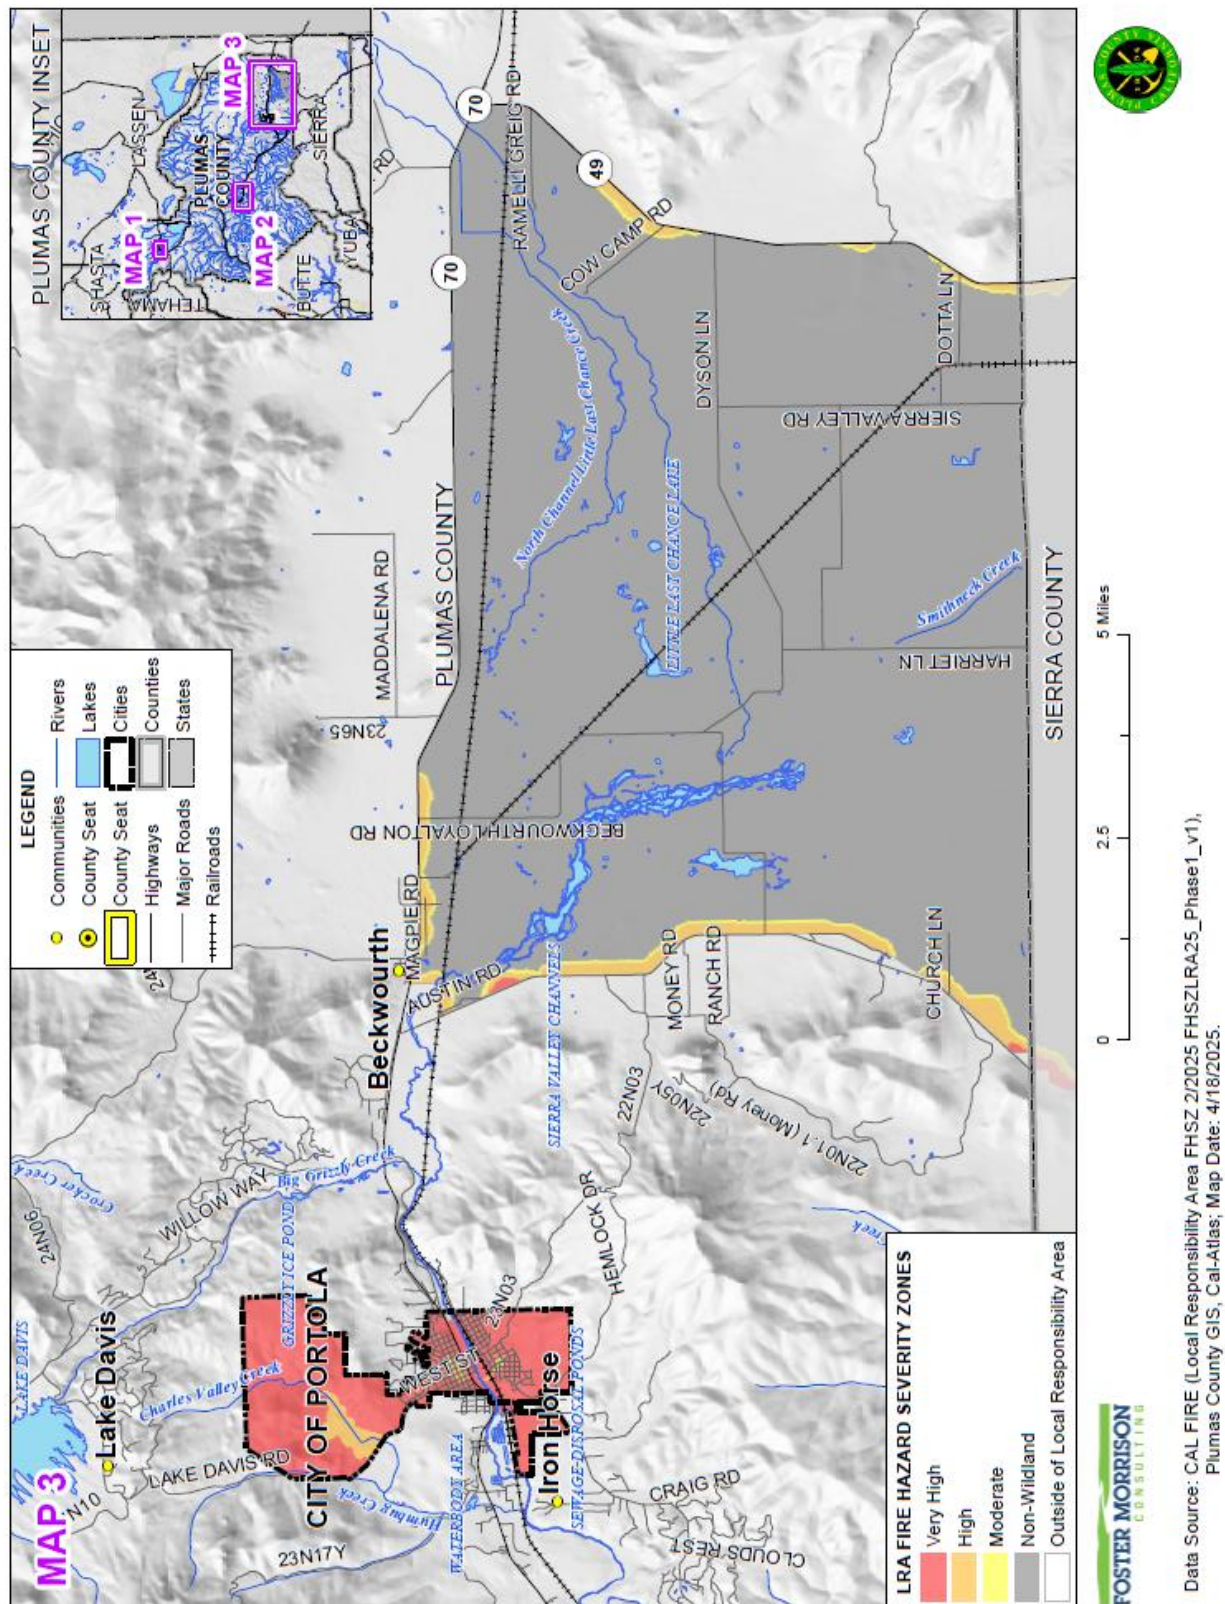 MAP 3
LAKE DAVIS
Lake Davis
N10
24N06
Crocker Creek
WILLOW WAY
Big Grizzly Creek
GRIZZLY ICE POND
Charles Valley Creek
LAKE DAVIS RD
CITY OF PORTOLA
Humbug Creek
23N17Y
WATERBODY AREA
WEST ST
23N03
Iron Horse
SEWAGE DISPOSAL PONDS
HEMLOCK DR
CRAIG RD
CLOUDS REST
Creek
LEGEND
Communities
County Seat
County Seat
Highways
Major Roads
Railroads
Rivers
Lakes
Cities
Counties
States
24
Beckwourth
MAGPIE RD
AUSTIN RD
SIERRA VALLEY CHANNELS
22N03
22N05Y
22N01.1 (Money Rd)
MONEY RD
RANCH RD
CHURCH LN
BECKWOURTH LOYALTON RD
23N65
MADDALENA RD
PLUMAS COUNTY
North Channel Little Last Chance Creek
LITTLE LAST CHANCE LAKE
HARRIET LN
Smithneck Creek
SIERRA COUNTY
DYSON LN
SIERRA VALLEY RD
DOTTA LN
COW CAMP RD
RAMELLI GREIG RD
RD
70
70
49
PLUMAS COUNTY INSET
SHASTA
LASSEN
MAP 1
TEHAMA
PLUMAS
COUNTY
MAP 2
MAP 3
BUTTE
YUBA
SIERRA
LRA FIRE HAZARD SEVERITY ZONES
Very High
High
Moderate
Non-Wildland
Outside of Local Responsibility Area
0
2.5
5 Miles
FOSTER MORRISON
CONSULTING
Data Source: CAL FIRE (Local Responsibility Area FHSZ 2/2025 FHSZLRA25_Phase1_v1),
Plumas County GIS, Cal-Atlas; Map Date: 4/18/2025.
PLUMAS COUNTY CALIFORNIA